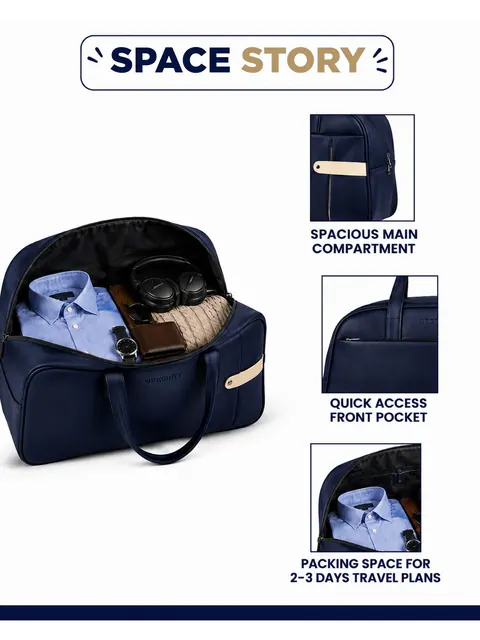 SPACE STORY
SPACIOUS MAIN
COMPARTMENT
QUICK ACCESS
FRONT POCKET
PACKING SPACE FOR
2-3 DAYS TRAVEL PLANS